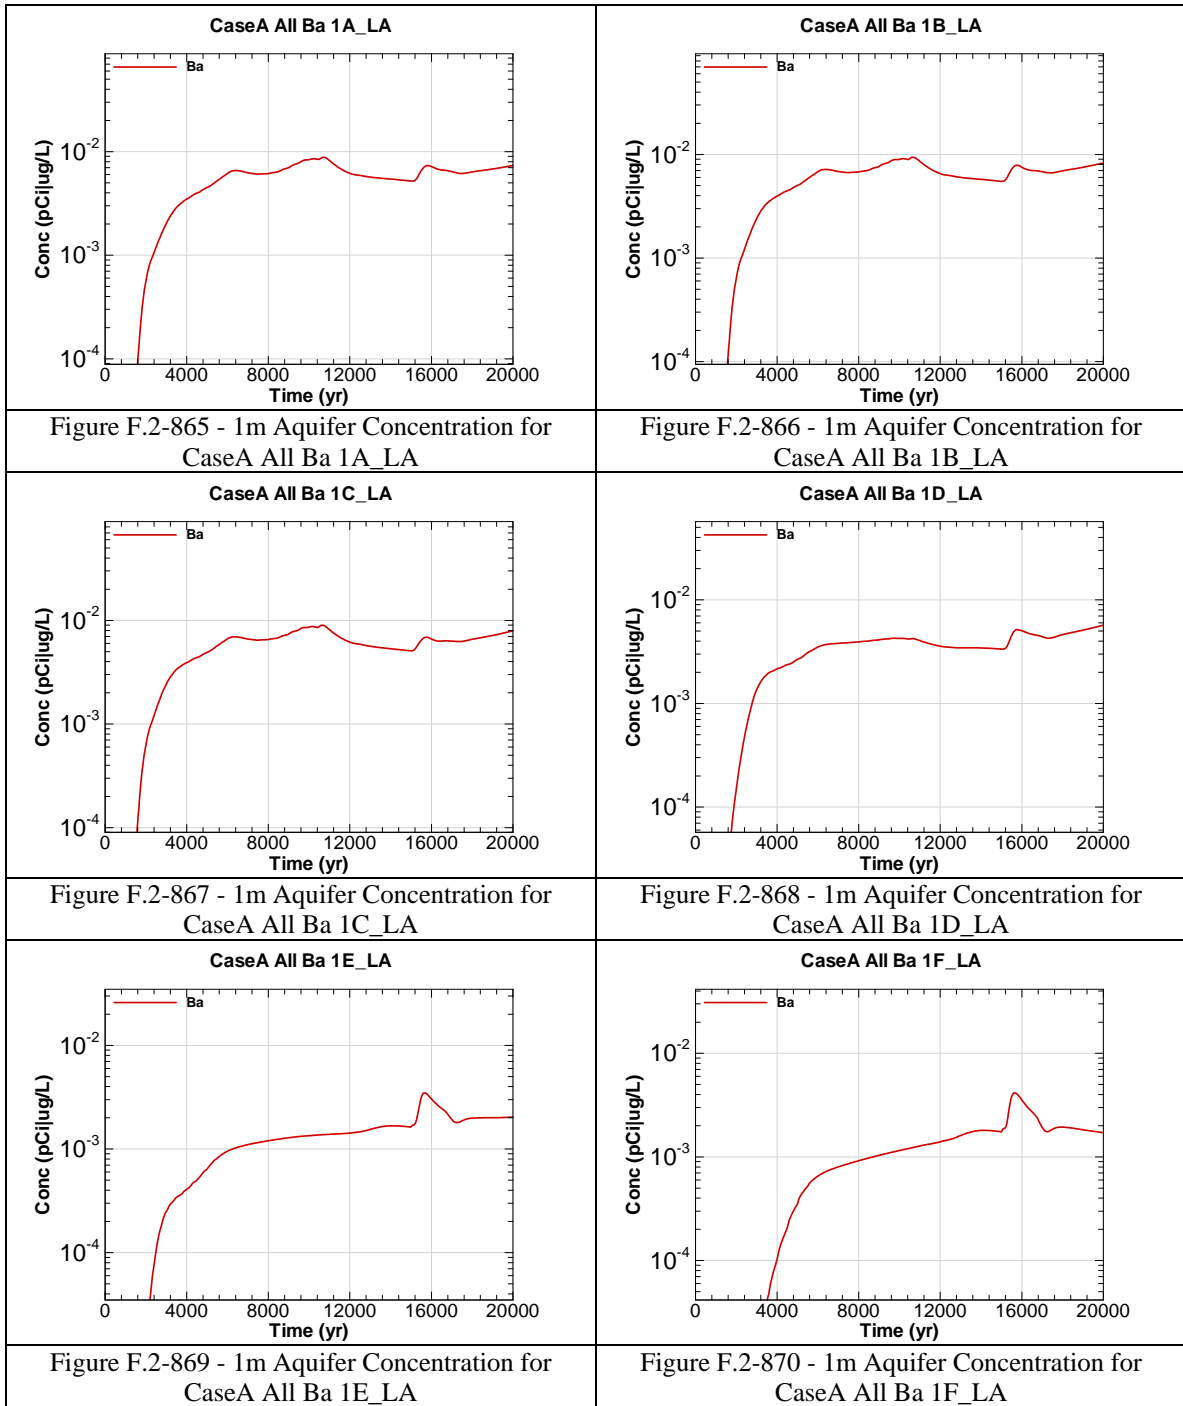 CaseA All Ba 1A_LA
Ba
Conc (pCi|ug/L)
10-2
10-3
10-4
0 4000 8000 12000 16000 20000
Time (yr)
Figure F.2-865 - 1m Aquifer Concentration for
CaseA All Ba 1A_LA
CaseA All Ba 1B_LA
Ba
Conc (pCi|ug/L)
10-2
10-3
10-4
0 4000 8000 12000 16000 20000
Time (yr)
Figure F.2-866 - 1m Aquifer Concentration for
CaseA All Ba 1B_LA
CaseA All Ba 1C_LA
Ba
Conc (pCi|ug/L)
10-2
10-3
10-4
0 4000 8000 12000 16000 20000
Time (yr)
Figure F.2-867 - 1m Aquifer Concentration for
CaseA All Ba 1C_LA
CaseA All Ba 1D_LA
Ba
Conc (pCi|ug/L)
10-2
10-3
10-4
0 4000 8000 12000 16000 20000
Time (yr)
Figure F.2-868 - 1m Aquifer Concentration for
CaseA All Ba 1D_LA
CaseA All Ba 1E_LA
Ba
Conc (pCi|ug/L)
10-2
10-3
10-4
0 4000 8000 12000 16000 20000
Time (yr)
Figure F.2-869 - 1m Aquifer Concentration for
CaseA All Ba 1E_LA
CaseA All Ba 1F_LA
Ba
Conc (pCi|ug/L)
10-2
10-3
10-4
0 4000 8000 12000 16000 20000
Time (yr)
Figure F.2-870 - 1m Aquifer Concentration for
CaseA All Ba 1F_LA